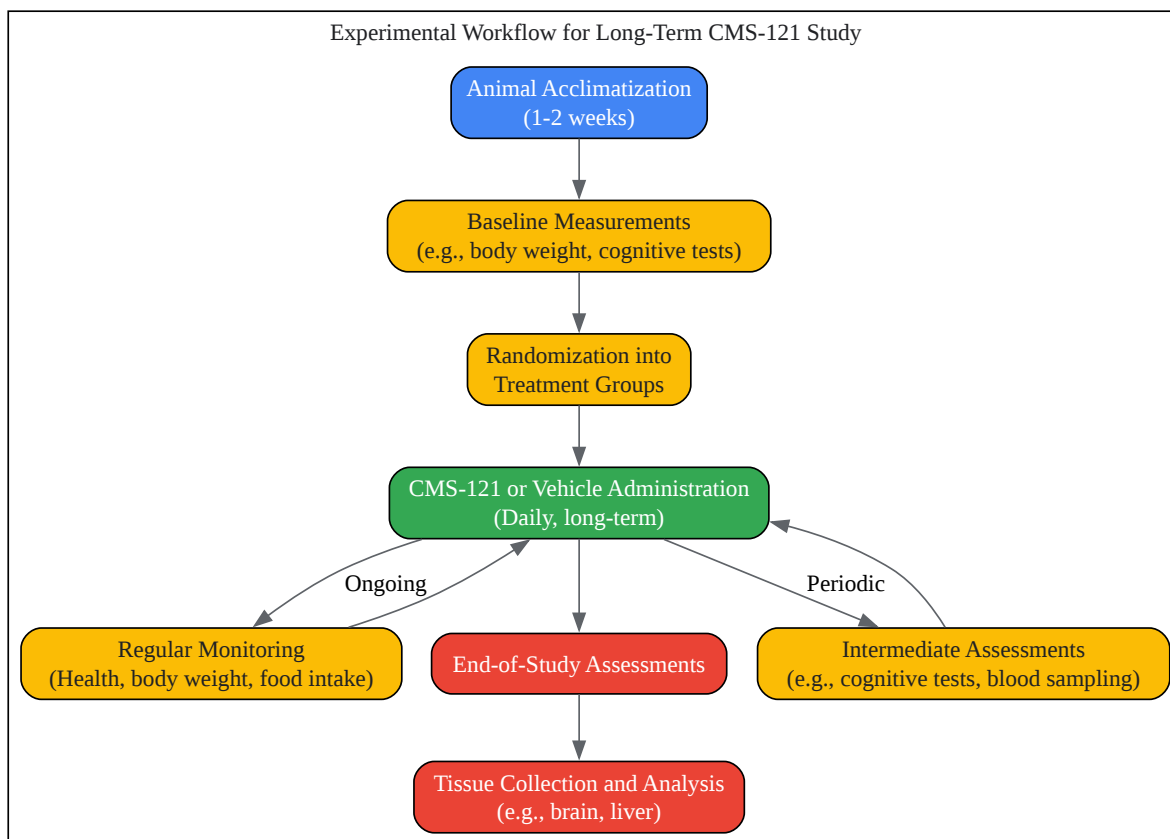 Experimental Workflow for Long-Term CMS-121 Study
Animal Acclimatization
(1-2 weeks)
Baseline Measurements
(e.g., body weight, cognitive tests)
Randomization into
Treatment Groups
CMS-121 or Vehicle Administration
(Daily, long-term)
Ongoing
Periodic
Regular Monitoring
(Health, body weight, food intake)
End-of-Study Assessments
Intermediate Assessments
(e.g., cognitive tests, blood sampling)
Tissue Collection and Analysis
(e.g., brain, liver)